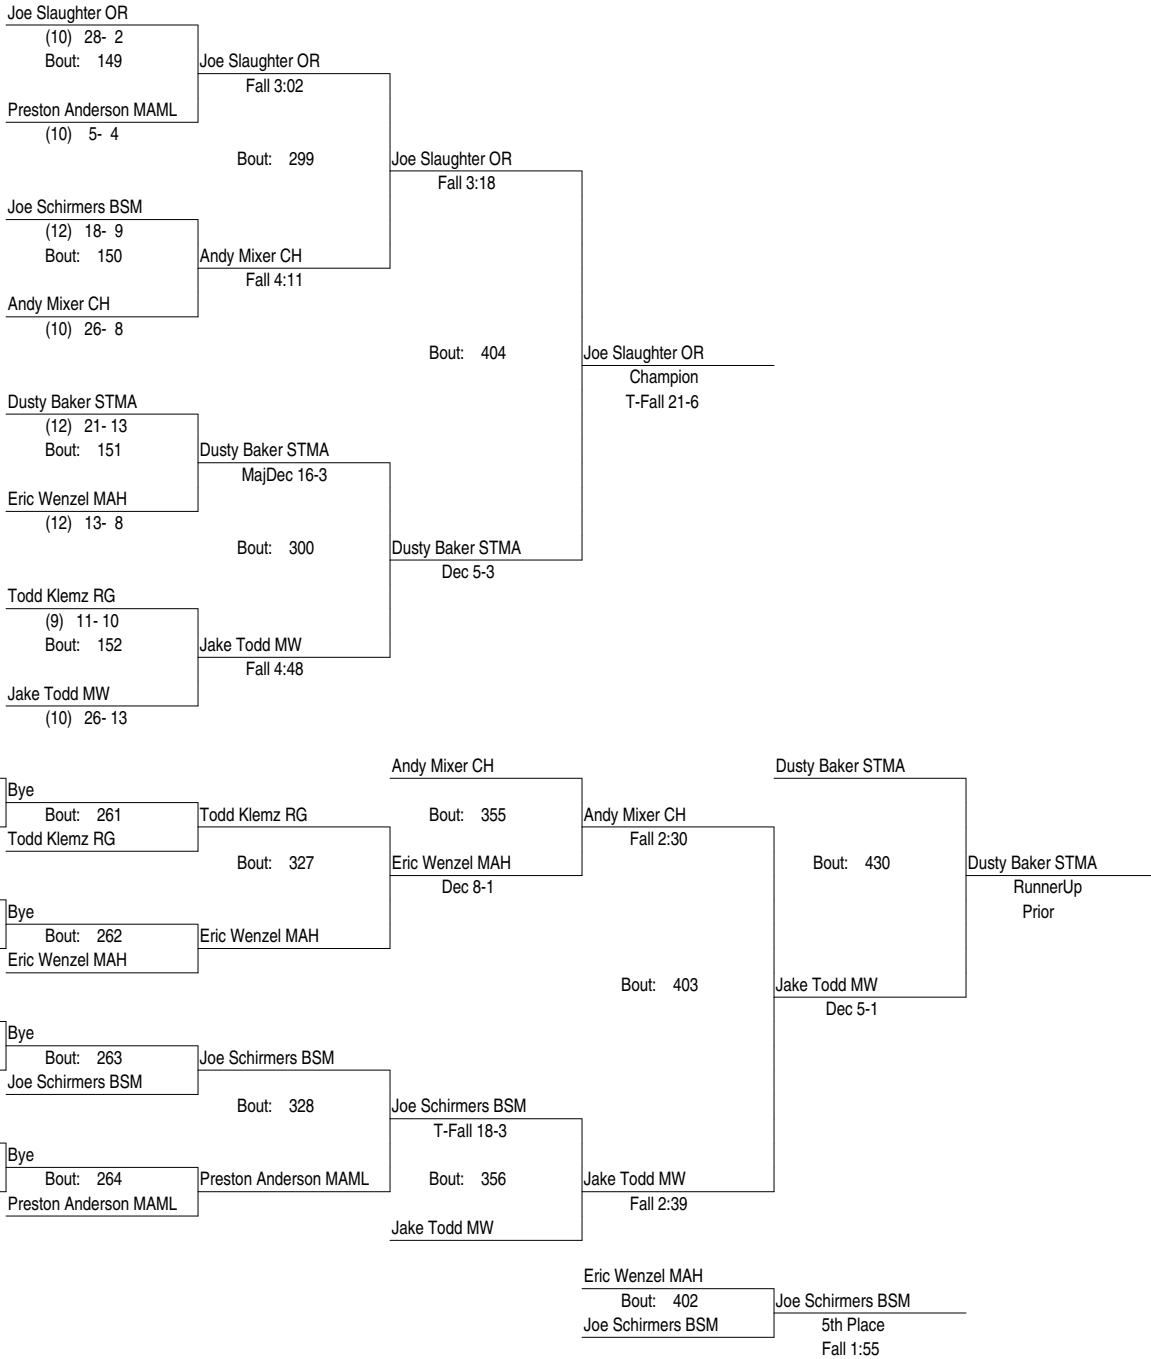 Joe Slaughter OR
(10) 28- 2
Bout: 149
Preston Anderson MAML
(10) 5- 4
Joe Slaughter OR
Fall 3:02
Bout: 299
Joe Schirmers BSM
(12) 18- 9
Bout: 150
Andy Mixer CH
(10) 26- 8
Andy Mixer CH
Fall 4:11
Joe Slaughter OR
Fall 3:18
Bout: 404
Dusty Baker STMA
(12) 21- 13
Bout: 151
Eric Wenzel MAH
(12) 13- 8
Dusty Baker STMA
MajDec 16-3
Bout: 300
Todd Klemz RG
(9) 11- 10
Bout: 152
Jake Todd MW
(10) 26- 13
Jake Todd MW
Fall 4:48
Dusty Baker STMA
Dec 5-3
Joe Slaughter OR
Champion
T-Fall 21-6
Bye
Bout: 261
Todd Klemz RG
Todd Klemz RG
Bout: 327
Bye
Bout: 262
Eric Wenzel MAH
Eric Wenzel MAH
Andy Mixer CH
Bout: 355
Eric Wenzel MAH
Dec 8-1
Andy Mixer CH
Fall 2:30
Bout: 403
Bye
Bout: 263
Joe Schirmers BSM
Joe Schirmers BSM
Bout: 328
Bye
Bout: 264
Preston Anderson MAML
Preston Anderson MAML
Joe Schirmers BSM
T-Fall 18-3
Bout: 356
Jake Todd MW
Jake Todd MW
Fall 2:39
Dusty Baker STMA
Bout: 430
Jake Todd MW
Dec 5-1
Dusty Baker STMA
RunnerUp
Prior
Eric Wenzel MAH
Bout: 402
Joe Schirmers BSM
Joe Schirmers BSM
5th Place
Fall 1:55